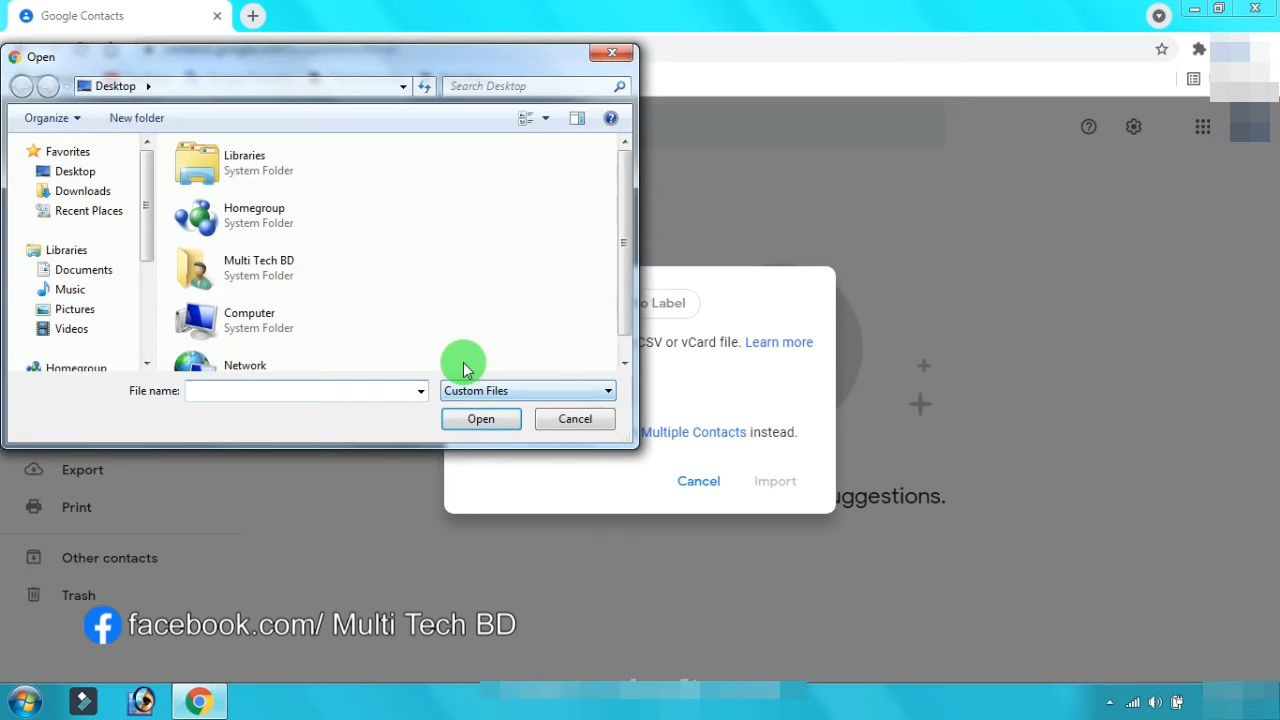 Google Contacts
Open
Desktop
Search Desktop
Organize
New folder
Favorites
Desktop
Downloads
Recent Places
Libraries
Documents
Music
Pictures
Videos
Homegroup
Libraries
System Folder
Homegroup
System Folder
Multi Tech BD
System Folder
Computer
System Folder
Network
File name:
Custom Files
Open
Cancel
Label
CSV or vCard file. Learn more
Multiple Contacts instead.
Cancel
Import
Export
Print
Other contacts
Trash
facebook.com/ Multi Tech BD